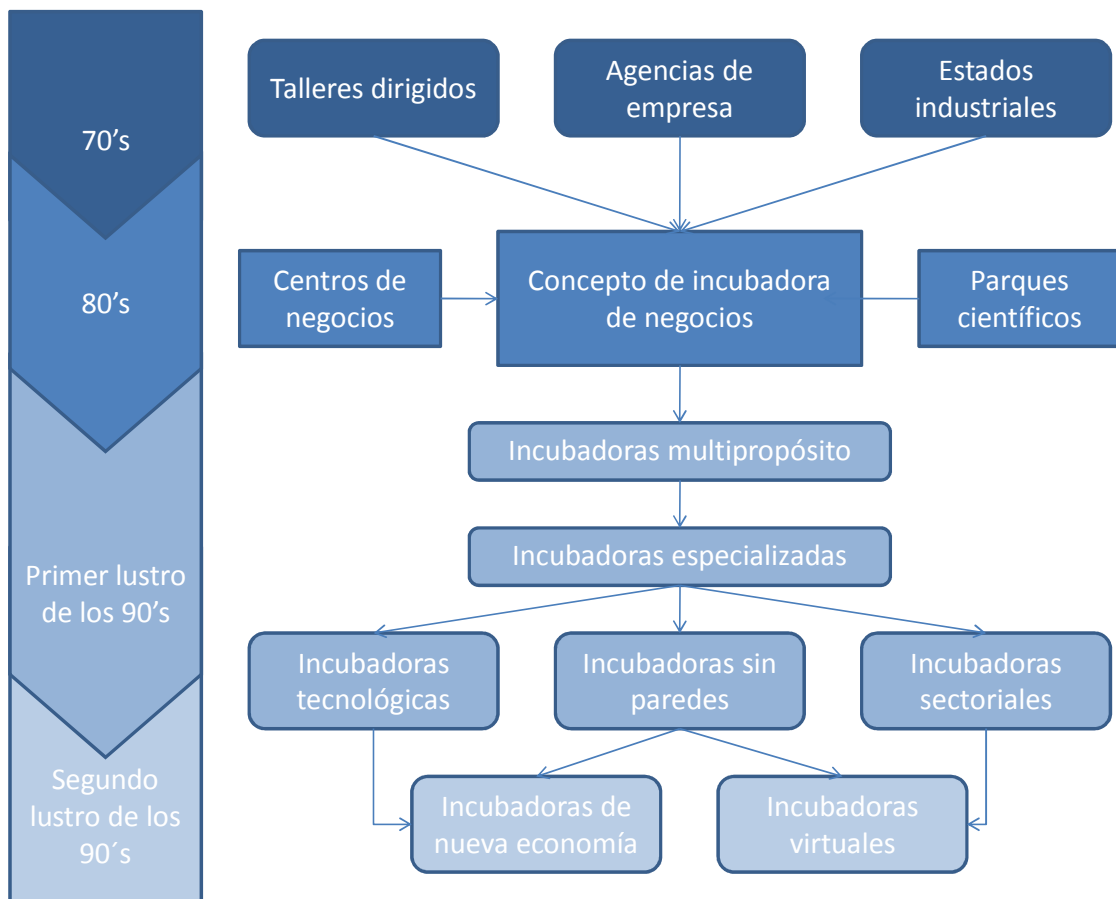 70's
Talleres dirigidos
Agencias de
empresa
Estados
industriales
80's
Centros de
negocios
Concepto de incubadora
de negocios
Parques
científicos
Primer lustro
de los 90's
Incubadoras multipropósito
Incubadoras especializadas
Incubadoras
tecnológicas
Incubadoras sin
paredes
Incubadoras
sectoriales
Segundo
lustro de los
90´s
Incubadoras de
nueva economía
Incubadoras
virtuales